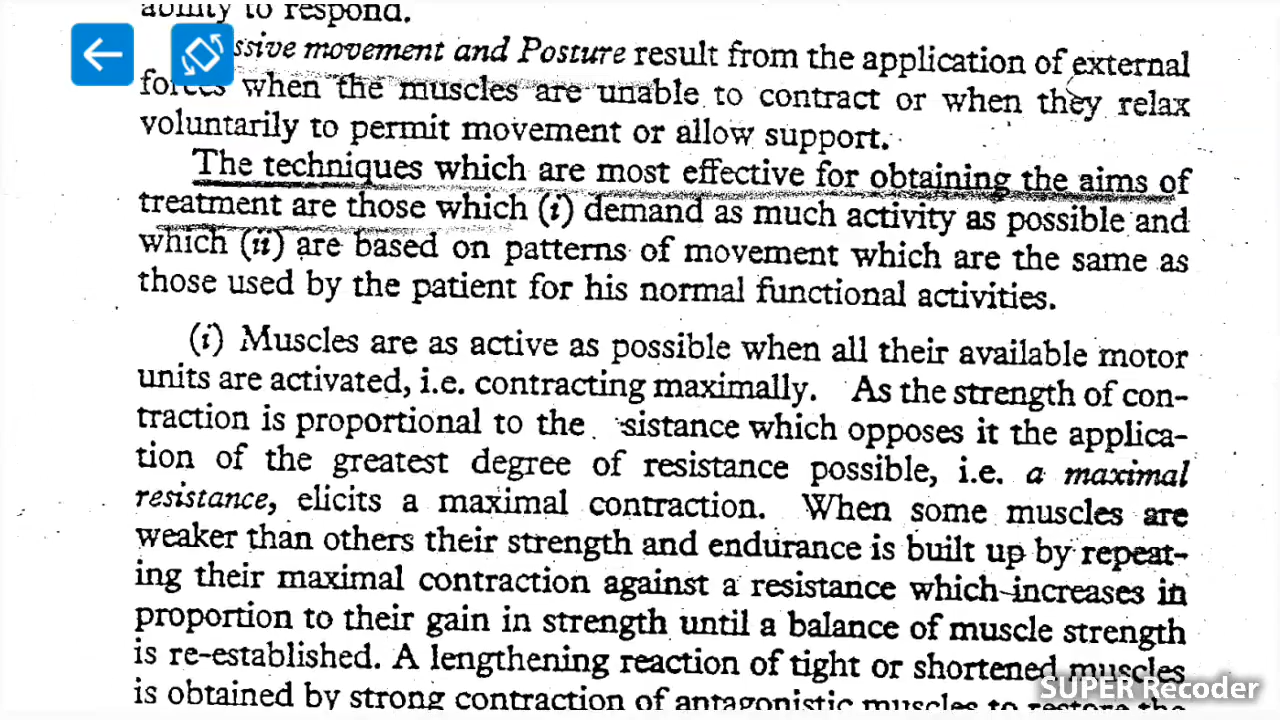 ability to respond.
ssive movement and Posture result from the application of external
forces when the muscles are unable to contract or when they relax
voluntarily to permit movement or allow support.
The techniques which are most effective for obtaining the aims of
treatment are those which (i) demand as much activity as possible and
which (ii) are based on patterns of movement which are the same as
those used by the patient for his normal functional activities.
(i) Muscles are as active as possible when all their available motor
units are activated, i.e. contracting maximally. As the strength of con-
traction is proportional to the sistance which opposes it the applica-
tion of the greatest degree of resistance possible, i.e. a maximal
resistance, elicits a maximal contraction. When some muscles are
weaker than others their strength and endurance is built up by repeat-
ing their maximal contraction against a resistance which increases in
proportion to their gain in strength until a balance of muscle strength
is re-established. A lengthening reaction of tight or shortened muscles
is obtained by strong contraction of antagonistic muscles to restore the
SUPER Recoder